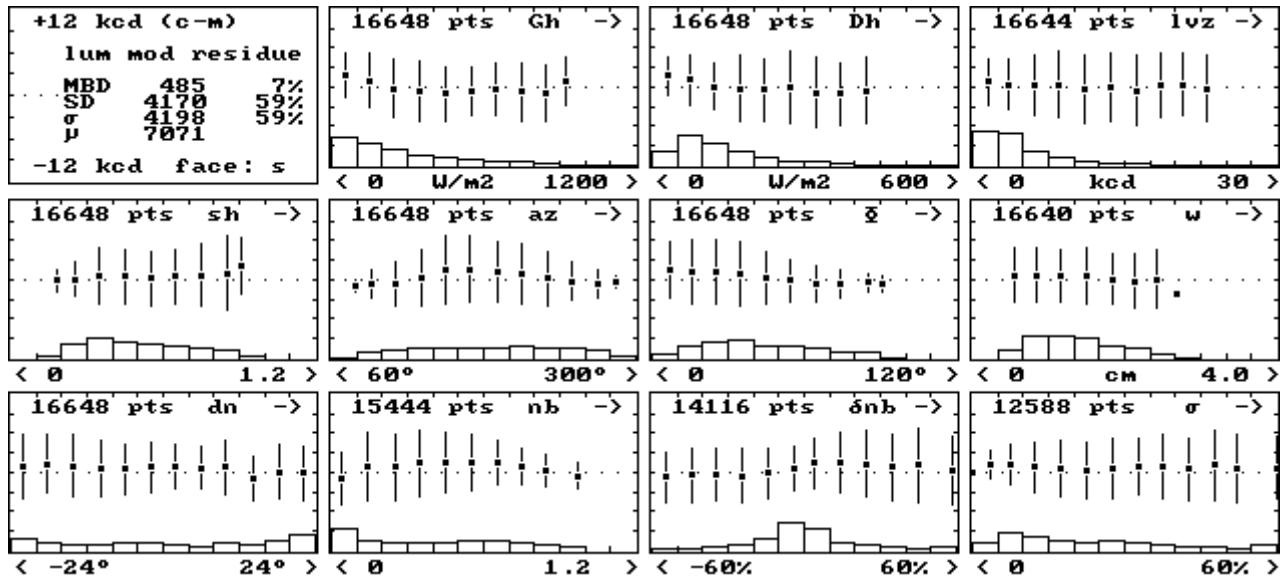 +12 kcd (c-m)
lum mod residue
MBD 485 7%
SD 4170 59%
σ 4198 59%
μ 7071
-12 kcd face: s
16648 pts Gh ->
< 0 W/m2 1200 >
16648 pts Dh ->
< 0 W/m2 600 >
16644 pts lvz ->
< 0 kcd 30 >
16648 pts sh ->
< 0 1.2 >
16648 pts az ->
< 60° 300° >
16648 pts Φ ->
< 0 120° >
16640 pts w ->
< 0 cm 4.0 >
16648 pts dn ->
< -24° 24° >
15444 pts nb ->
< 0 1.2 >
14116 pts δnb ->
< -60% 60% >
12588 pts σ ->
< 0 60% >